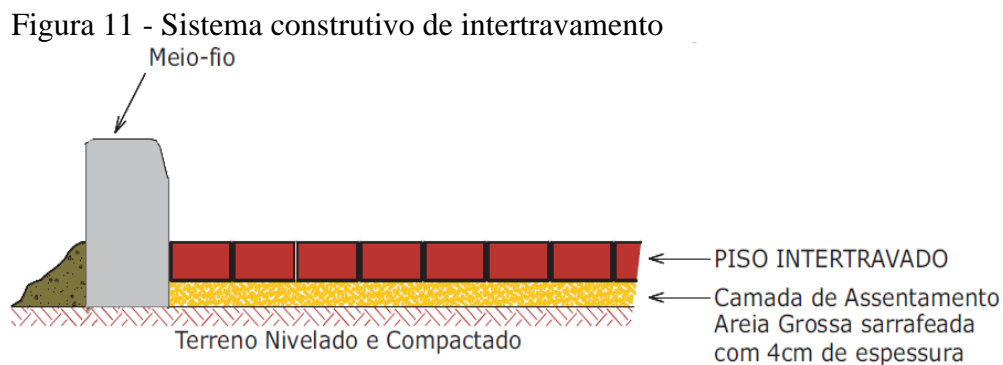 Figura 11 - Sistema construtivo de intertravamento
Meio-fio
PISO INTERTRAVADO
Camada de Assentamento
Areia Grossa sarrafeada
com 4cm de espessura
Terreno Nivelado e Compactado